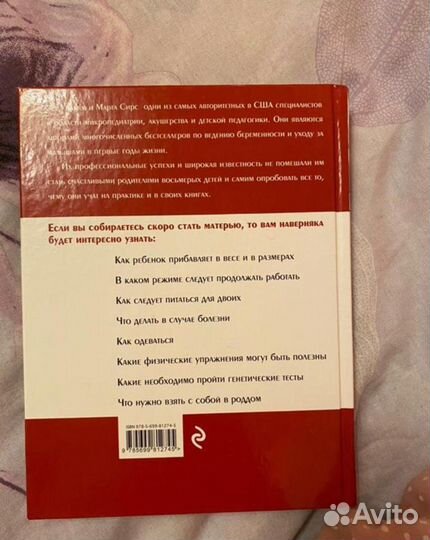 и Марта Сирс одни из самых авторитетных в США специалистов
в области микропедиатрии, акушерства и детской педагогики. Они являются
авторами многочисленных бестселлеров по ведению беременности и уходу за
малышами в первые годы жизни.
Их профессиональные успехи и широкая известность не помешали им
стать счастливыми родителями восьмерых детей и самим опробовать все то,
чему они учат на практике и в своих книгах.
Если вы собираетесь скоро стать матерью, то вам наверняка
будет интересно узнать:
Как ребенок прибавляет в весе и в размерах
В каком режиме следует продолжать работать
Как следует питаться для двоих
Что делать в случае болезни
Как одеваться
Какие физические упражнения могут быть полезны
Какие необходимо пройти генетические тесты
Что нужно взять с собой в роддом
ISBN 978-5-699-81274-5
9 785699 812745 >
Avito